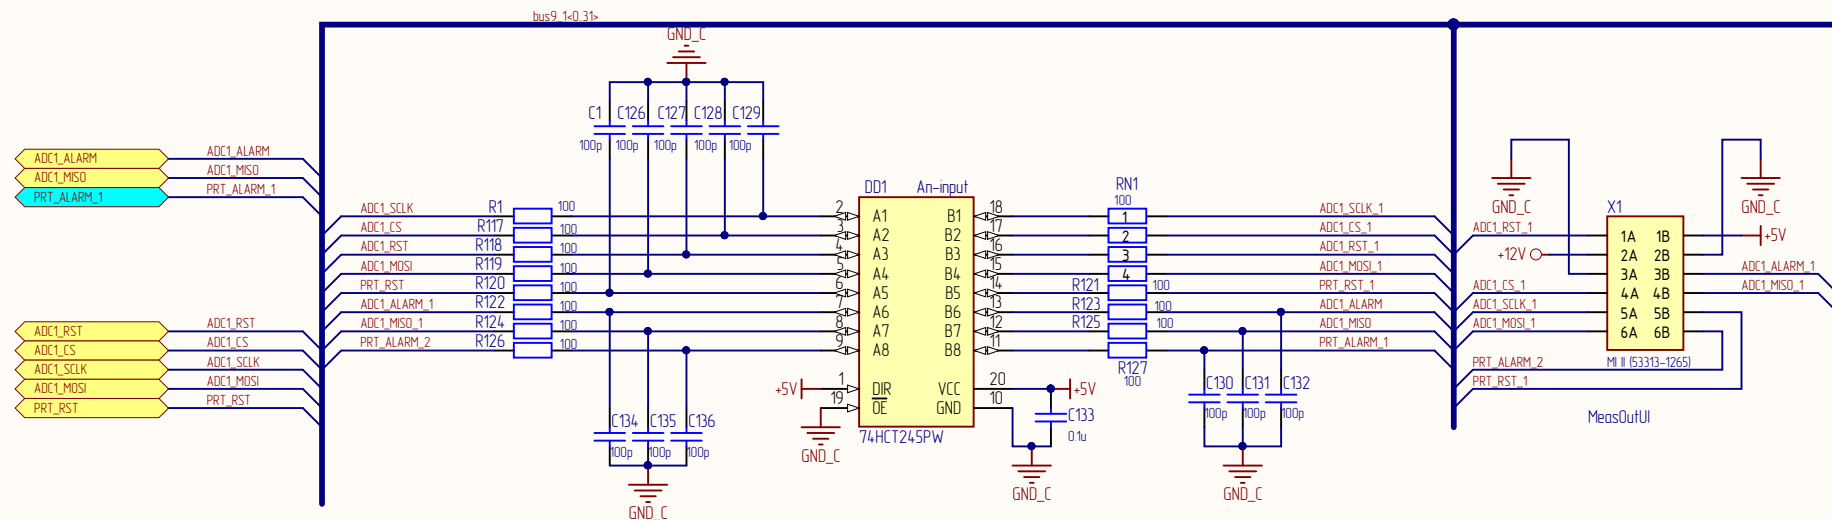 bus9_1<0.31>
GND_C
C1 C126 C127 C128 C129
100p 100p 100p 100p 100p
ADC1_ALARM ADC1_ALARM
ADC1_MISO ADC1_MISO
PRT_ALARM_1 PRT_ALARM_1
DD1 An-input
RN1
100
ADC1_SCLK R1 100 2 A1 B1 18 1 ADC1_SCLK_1
ADC1_CS R117 100 3 A2 B2 17 2 ADC1_CS_1
ADC1_RST R118 100 4 A3 B3 16 3 ADC1_RST_1
ADC1_MOSI R119 100 5 A4 B4 15 4 ADC1_MOSI_1
PRT_RST R120 100 6 A5 B5 14 R121 100 PRT_RST_1
ADC1_ALARM_1 R122 100 7 A6 B6 13 R123 100 ADC1_ALARM
ADC1_MISO_1 R124 100 8 A7 B7 12 R125 100 ADC1_MISO
PRT_ALARM_2 R126 100 9 A8 B8 11 PRT_ALARM_1
R127
100
ADC1_RST ADC1_RST
ADC1_CS ADC1_CS
ADC1_SCLK ADC1_SCLK
ADC1_MOSI ADC1_MOSI
PRT_RST PRT_RST
+5V 1 DIR VCC 20 +5V
19 OE GND 10
74HCT245PW
GND_C
C133
0.1u
GND_C
C130 C131 C132
100p 100p 100p
GND_C
C134 C135 C136
100p 100p 100p
GND_C
GND_C GND_C
X1
ADC1_RST_1 1A 1B +5V
+12V 2A 2B
3A 3B ADC1_ALARM_1
ADC1_CS_1 4A 4B ADC1_MISO_1
ADC1_SCLK_1 5A 5B
ADC1_MOSI_1 6A 6B
MI II (53313-1265)
PRT_ALARM_2
PRT_RST_1
MeasOutUI